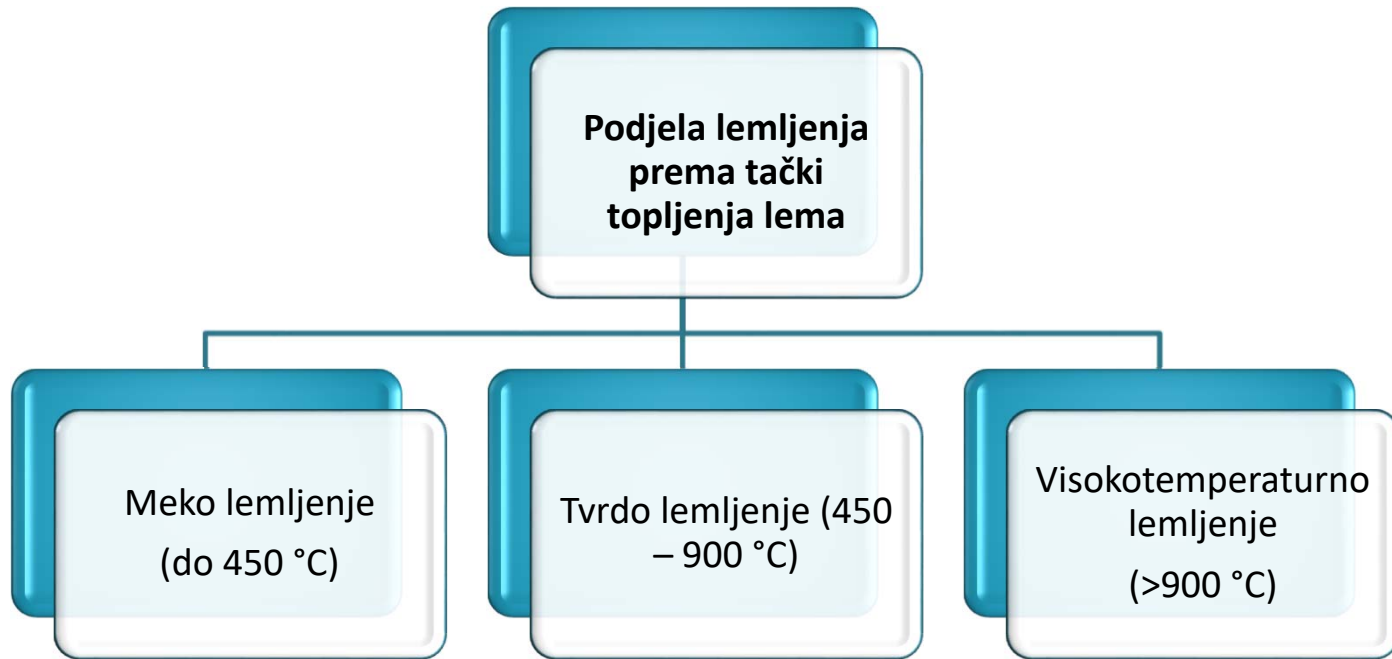 Podjela lemljenja
prema tački
topljenja lema
Meko lemljenje
(do 450 °C)
Tvrdo lemljenje (450
– 900 °C)
Visokotemperaturno
lemljenje
(>900 °C)